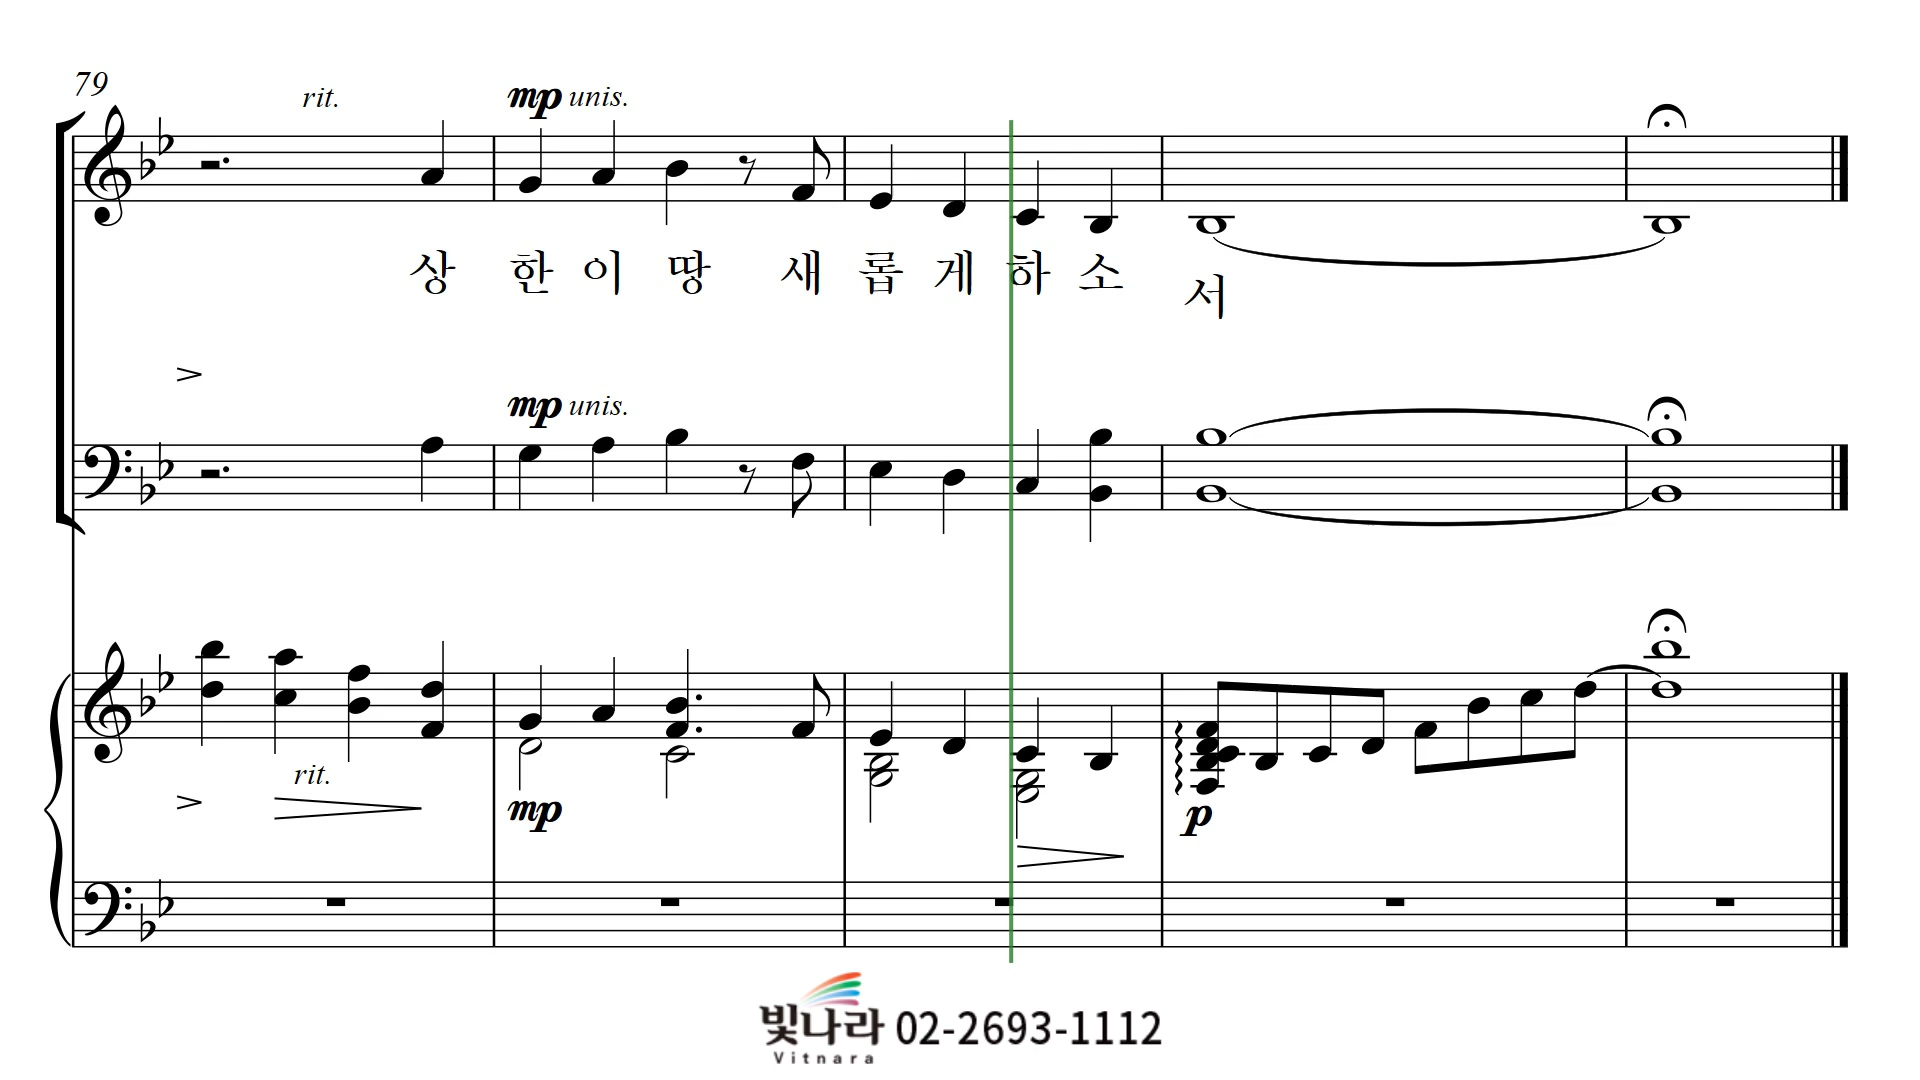 79
rit.
mp unis.
상 한 이 땅 새 롭 게 하 소 서
mp unis.
rit.
mp
p
빛나라 02-2693-1112
Vitnara